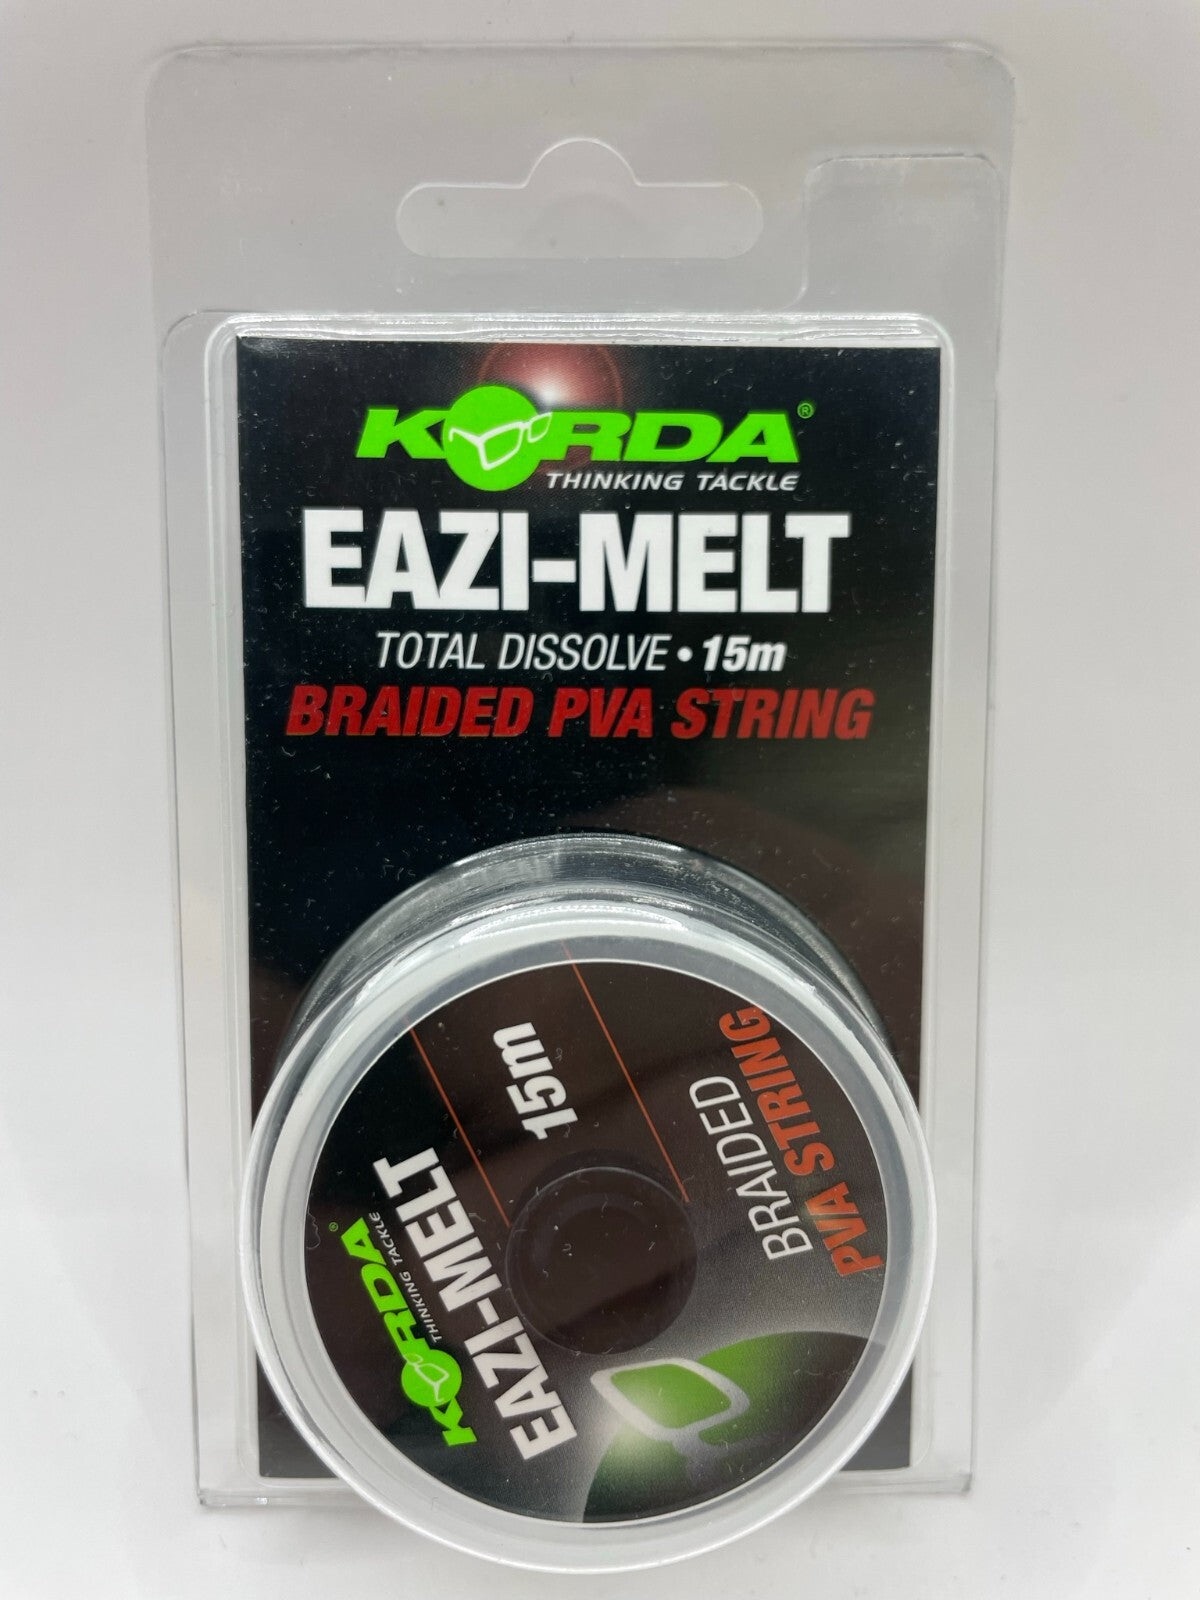 KORDA®
THINKING TACKLE
EAZI-MELT
TOTAL DISSOLVE • 15m
BRAIDED PVA STRING
KORDA®
THINKING TACKLE
EAZI-MELT
15m
BRAIDED
PVA STRING